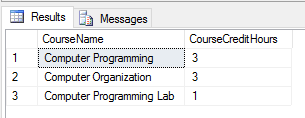 Results Messages
CourseName CourseCreditHours
1 Computer Programming 3
2 Computer Organization 3
3 Computer Programming Lab 1